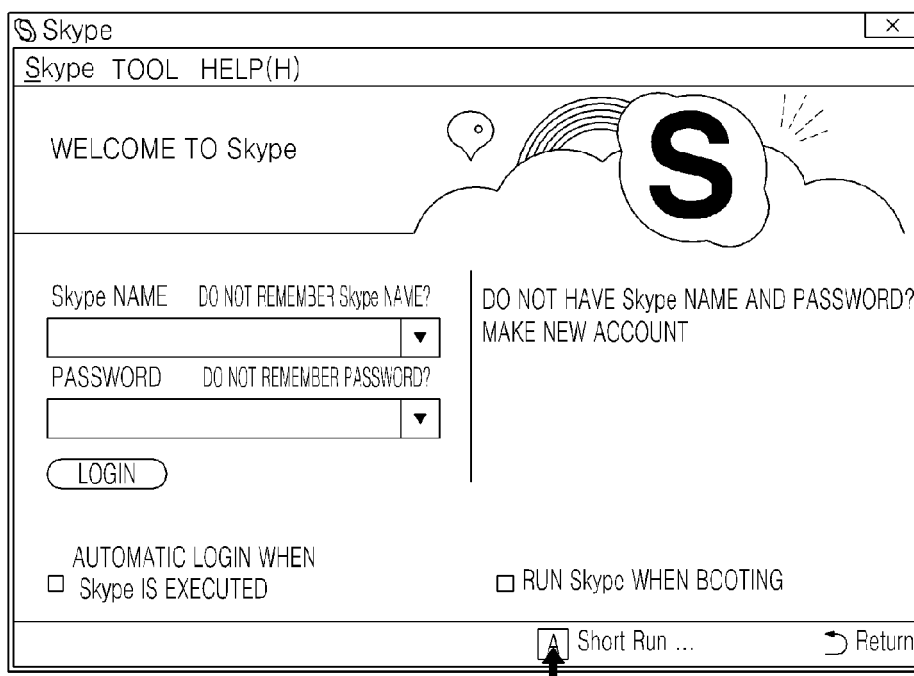 Skype
×
Skype TOOL HELP(H)
WELCOME TO Skype
S
Skype NAME DO NOT REMEMBER Skype NAME?
PASSWORD DO NOT REMEMBER PASSWORD?
LOGIN
DO NOT HAVE Skype NAME AND PASSWORD?
MAKE NEW ACCOUNT
AUTOMATIC LOGIN WHEN
Skype IS EXECUTED
RUN Skype WHEN BOOTING
A Short Run ... Return